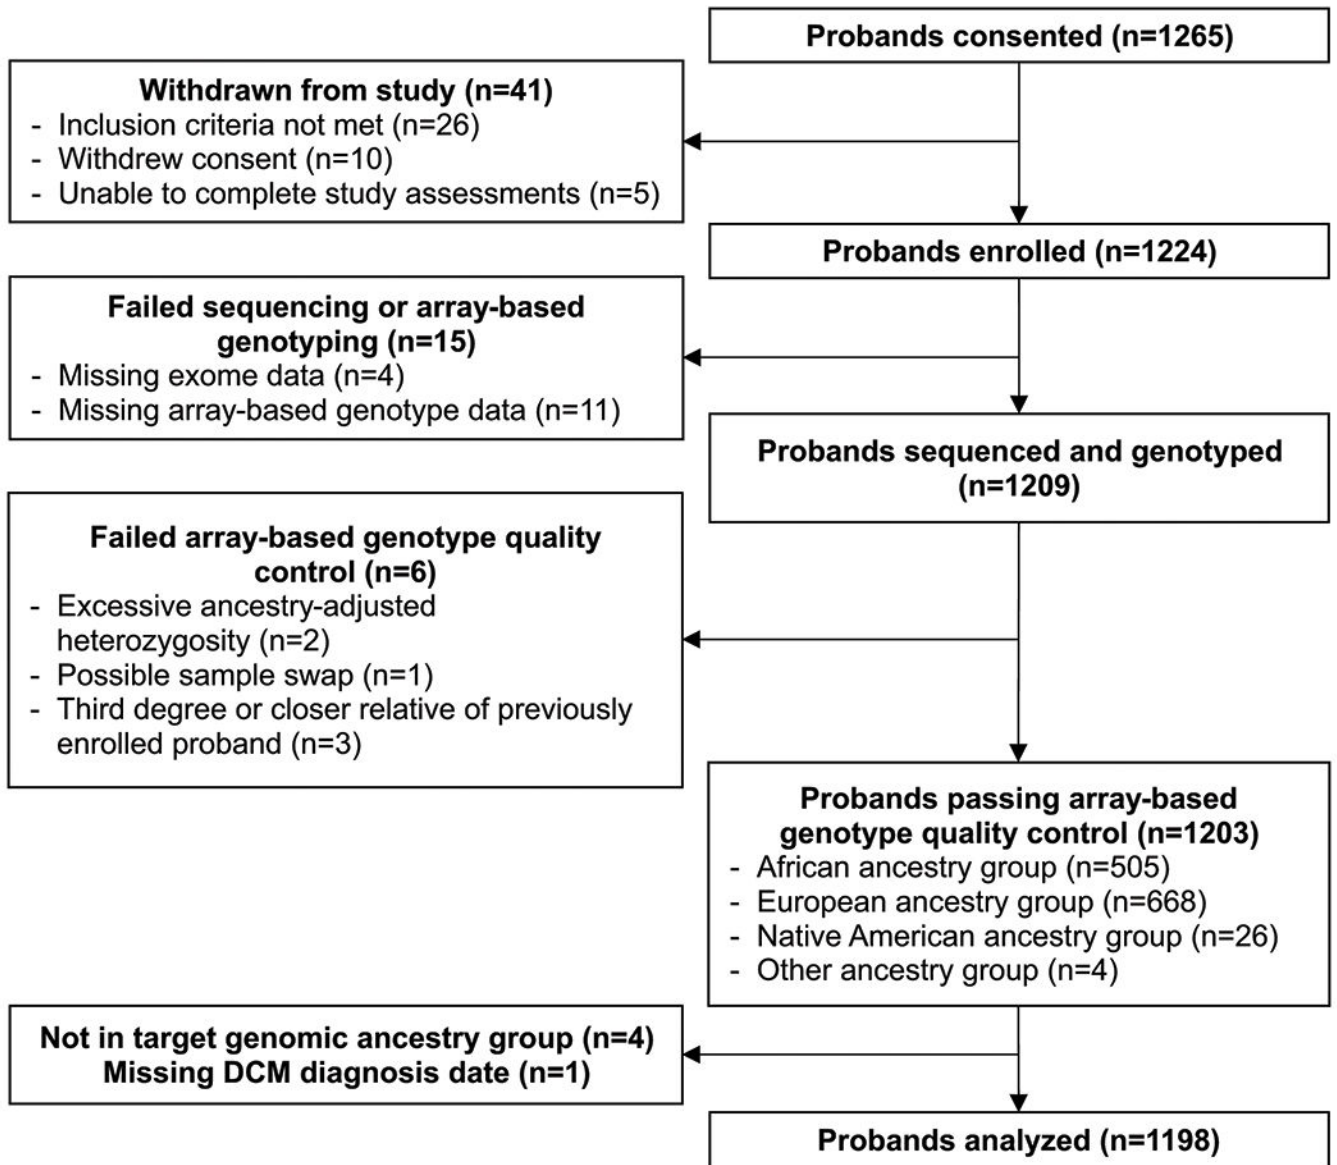 Probands consented (n=1265)
Withdrawn from study (n=41)
- Inclusion criteria not met (n=26)
- Withdrew consent (n=10)
- Unable to complete study assessments (n=5)
Probands enrolled (n=1224)
Failed sequencing or array-based
genotyping (n=15)
- Missing exome data (n=4)
- Missing array-based genotype data (n=11)
Probands sequenced and genotyped
(n=1209)
Failed array-based genotype quality
control (n=6)
- Excessive ancestry-adjusted
heterozygosity (n=2)
- Possible sample swap (n=1)
- Third degree or closer relative of previously
enrolled proband (n=3)
Probands passing array-based
genotype quality control (n=1203)
- African ancestry group (n=505)
- European ancestry group (n=668)
- Native American ancestry group (n=26)
- Other ancestry group (n=4)
Not in target genomic ancestry group (n=4)
Missing DCM diagnosis date (n=1)
Probands analyzed (n=1198)